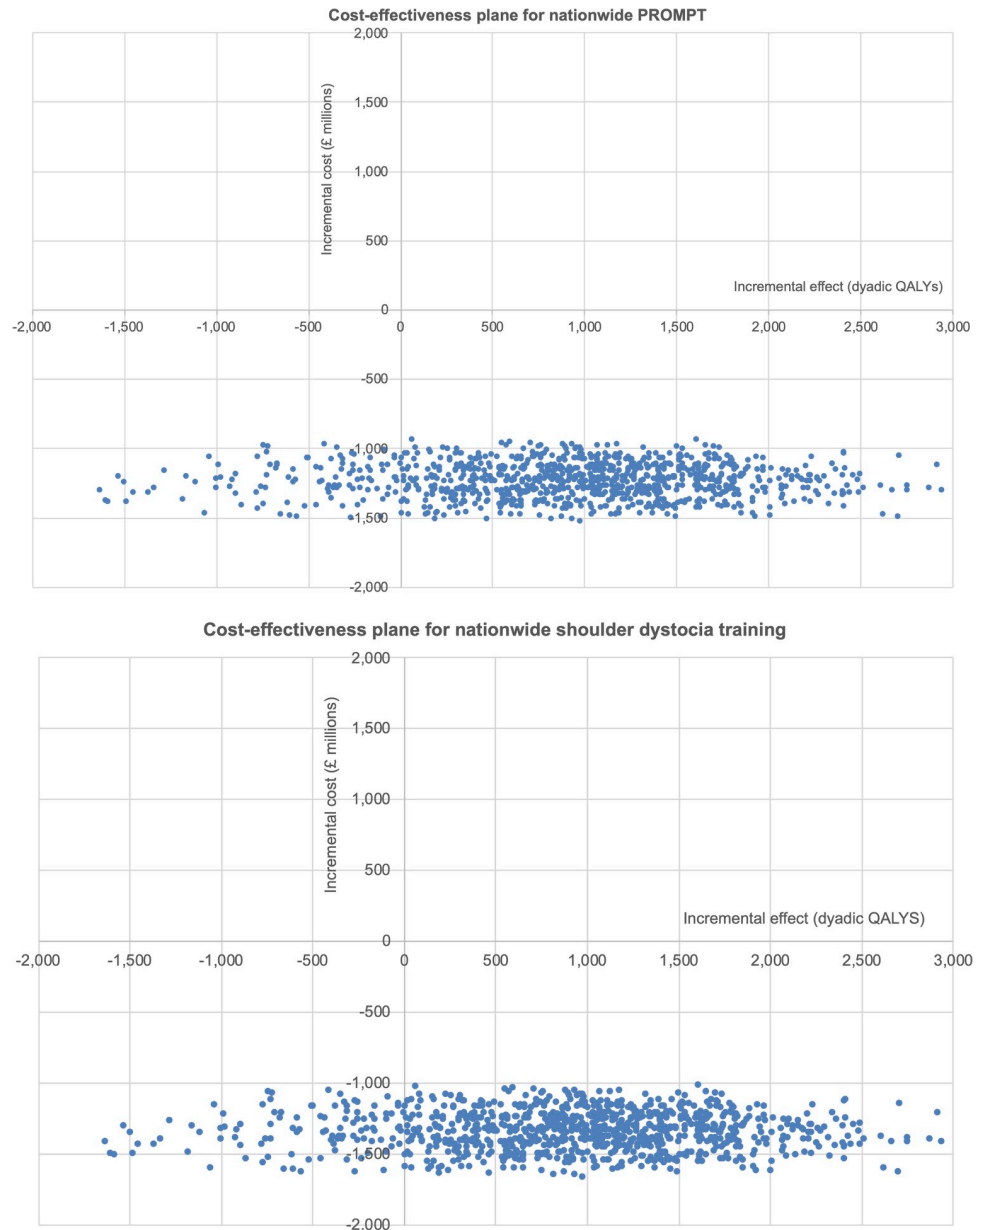 Cost-effectiveness plane for nationwide PROMPT
2,000
1,500
1,000
500
0
Incremental cost (£ millions)
Incremental effect (dyadic QALYs)
-2,000 -1,500 -1,000 -500 0 500 1,000 1,500 2,000 2,500 3,000
-500
-1,000
-1,500
-2,000
Cost-effectiveness plane for nationwide shoulder dystocia training
2,000
1,500
1,000
500
0
Incremental cost (£ millions)
Incremental effect (dyadic QALYS)
-2,000 -1,500 -1,000 -500 0 500 1,000 1,500 2,000 2,500 3,000
-500
-1,000
-1,500
-2,000